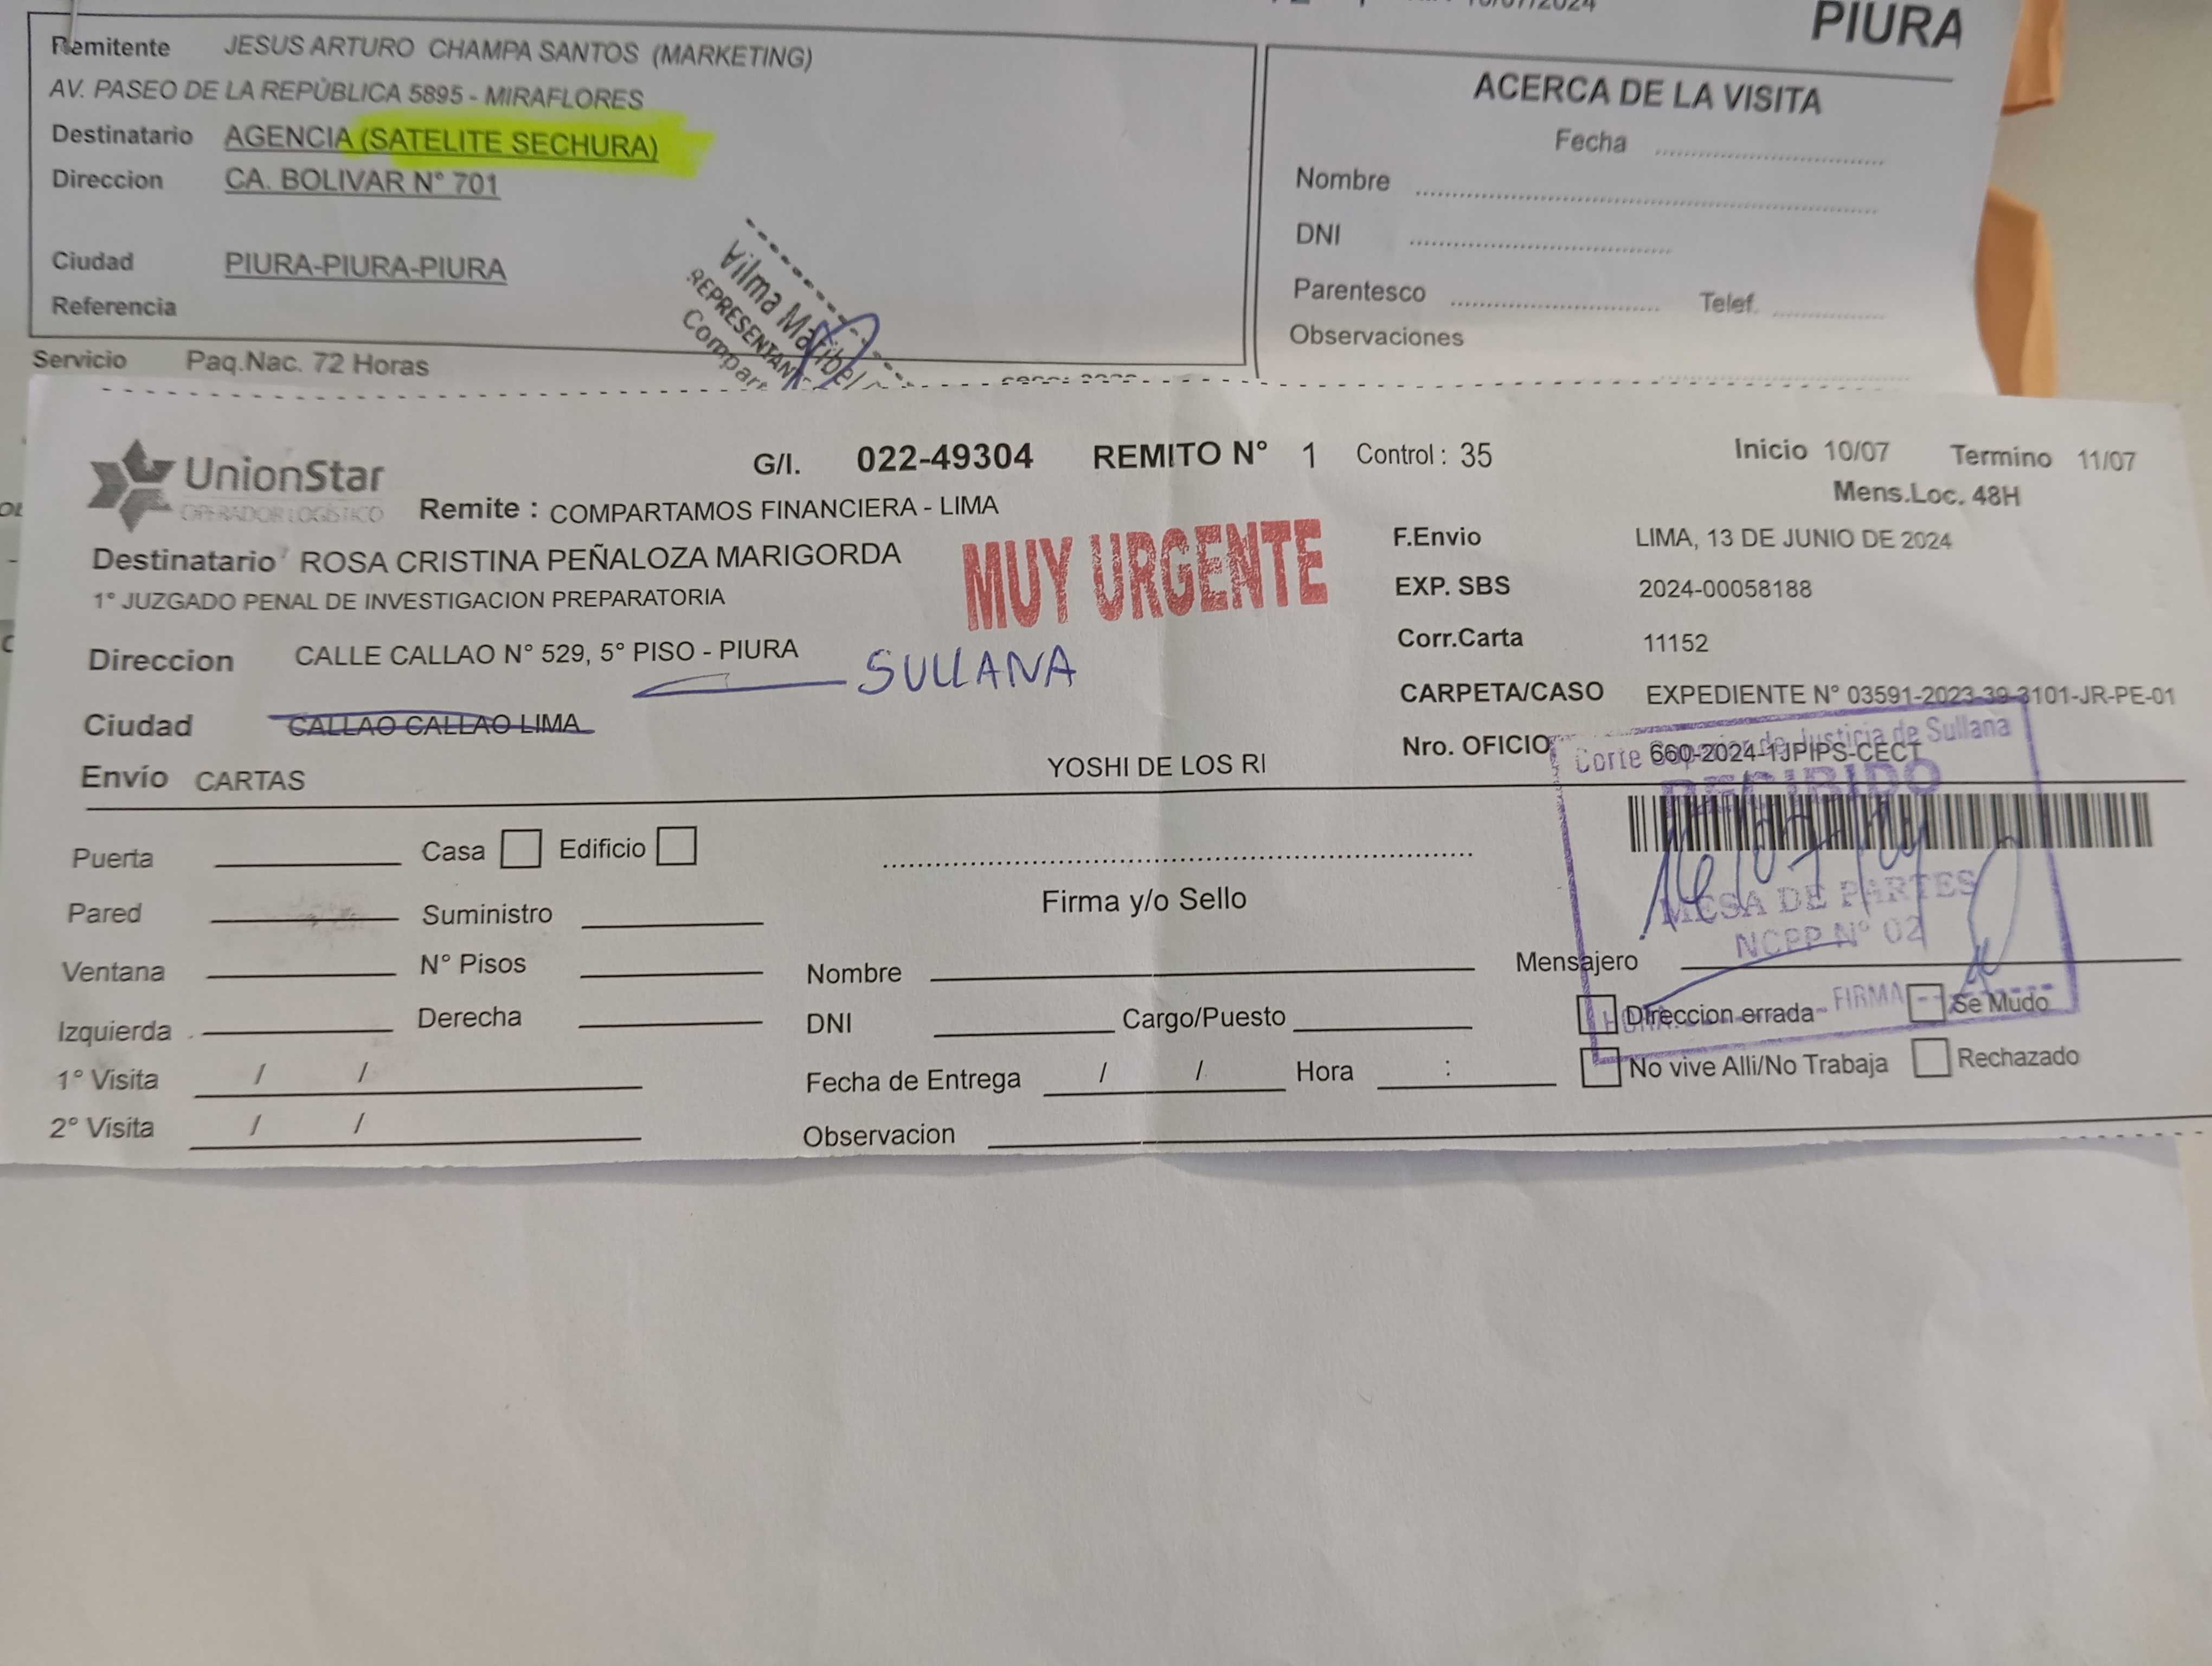 PIURA
Remitente JESUS ARTURO CHAMPA SANTOS (MARKETING)
AV. PASEO DE LA REPÚBLICA 5895 - MIRAFLORES
Destinatario AGENCIA (SATELITE SECHURA)
Direccion CA. BOLIVAR N° 701
Ciudad PIURA-PIURA-PIURA
Referencia
Servicio Paq.Nac. 72 Horas
Vilma Maribel
REPRESENTAN
Compart
ACERCA DE LA VISITA
Fecha
Nombre
DNI
Parentesco Telef.
Observaciones
UnionStar
OPERADOR LOGÍSTICO
G/I. 022-49304 REMITO N° 1 Control : 35
Inicio 10/07 Termino 11/07
Mens.Loc. 48H
Remite : COMPARTAMOS FINANCIERA - LIMA
Destinatario ROSA CRISTINA PEÑALOZA MARIGORDA
1° JUZGADO PENAL DE INVESTIGACION PREPARATORIA
MUY URGENTE
Direccion CALLE CALLAO N° 529, 5° PISO - PIURA
SULLANA
Ciudad CALLAO CALLAO LIMA
Envío CARTAS
YOSHI DE LOS RI
F.Envio LIMA, 13 DE JUNIO DE 2024
EXP. SBS 2024-00058188
Corr.Carta 11152
CARPETA/CASO EXPEDIENTE N° 03591-2023-39-3101-JR-PE-01
Nro. OFICIO 660-2024-1JPIPS-CECT
Corte Superior de Justicia de Sullana
RECIBIDO
MESA DE PARTES
NCPP N° 02
FIRMA
Puerta Casa Edificio
Pared Suministro
Ventana N° Pisos
Izquierda Derecha
1° Visita / /
2° Visita / /
Firma y/o Sello
Nombre
DNI Cargo/Puesto
Fecha de Entrega / / Hora :
Observacion
Mensajero
Direccion errada Se Mudo
No vive Alli/No Trabaja Rechazado